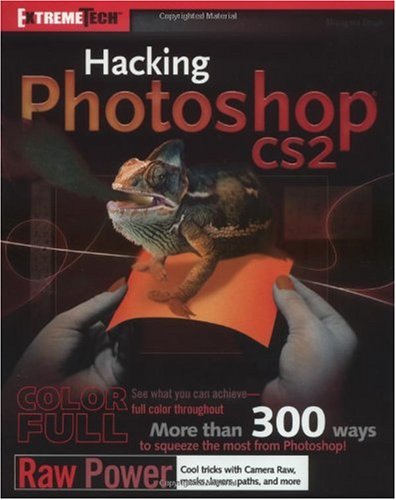 EXTREMETECH™
Hacking
Photoshop®
CS2
COLOR
FULL
See what you can achieve—
full color throughout
More than 300 ways
to squeeze the most from Photoshop!
Raw Power
Cool tricks with Camera Raw,
masks, layers, paths, and more